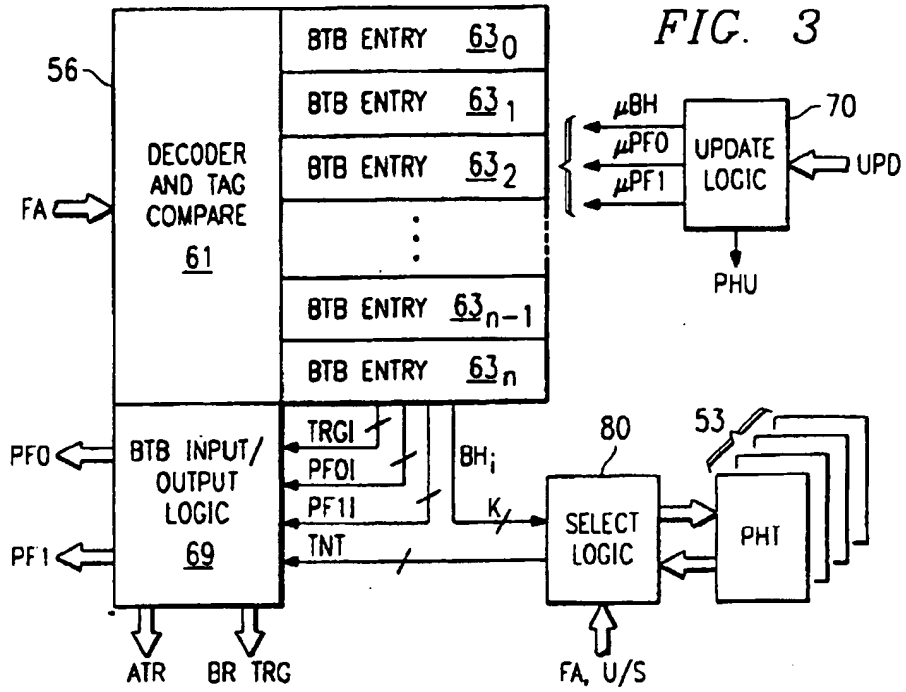 FIG. 3
56
BTB ENTRY 63₀
BTB ENTRY 63₁
BTB ENTRY 63₂
⋮
BTB ENTRY 63ₙ₋₁
BTB ENTRY 63ₙ
DECODER
AND TAG
COMPARE
61
FA
μBH
μPF0
μPF1
70
UPDATE
LOGIC
UPD
PHU
PF0
PF1
BTB INPUT/
OUTPUT
LOGIC
69
TRGI
PF0I
PF1I
TNT
BHᵢ
K
80
SELECT
LOGIC
53
PHT
ATR
BR TRG
FA, U/S